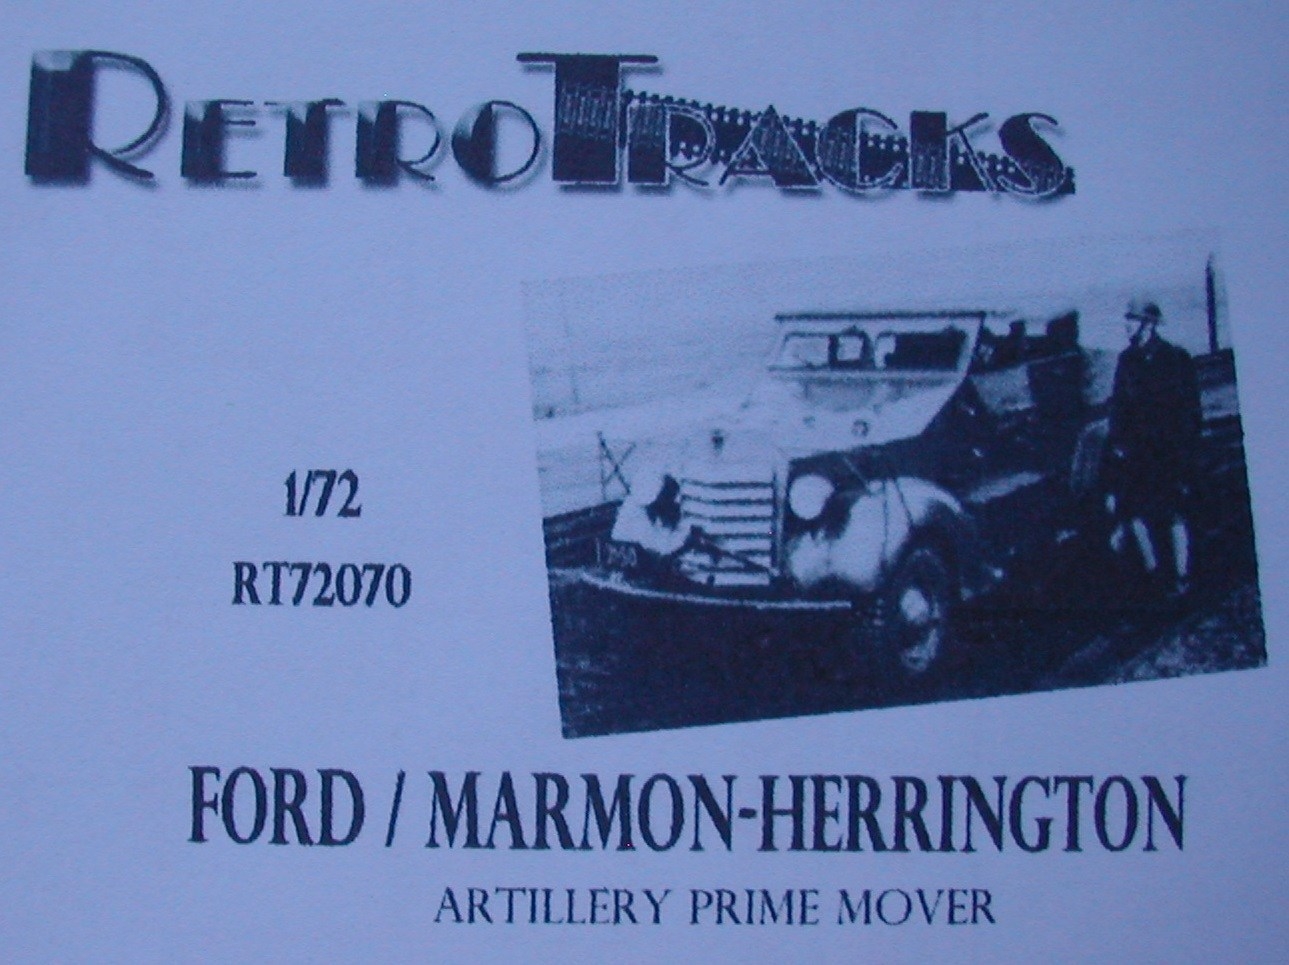 RETROTRACKS
1/72
RT72070
FORD / MARMON-HERRINGTON
ARTILLERY PRIME MOVER